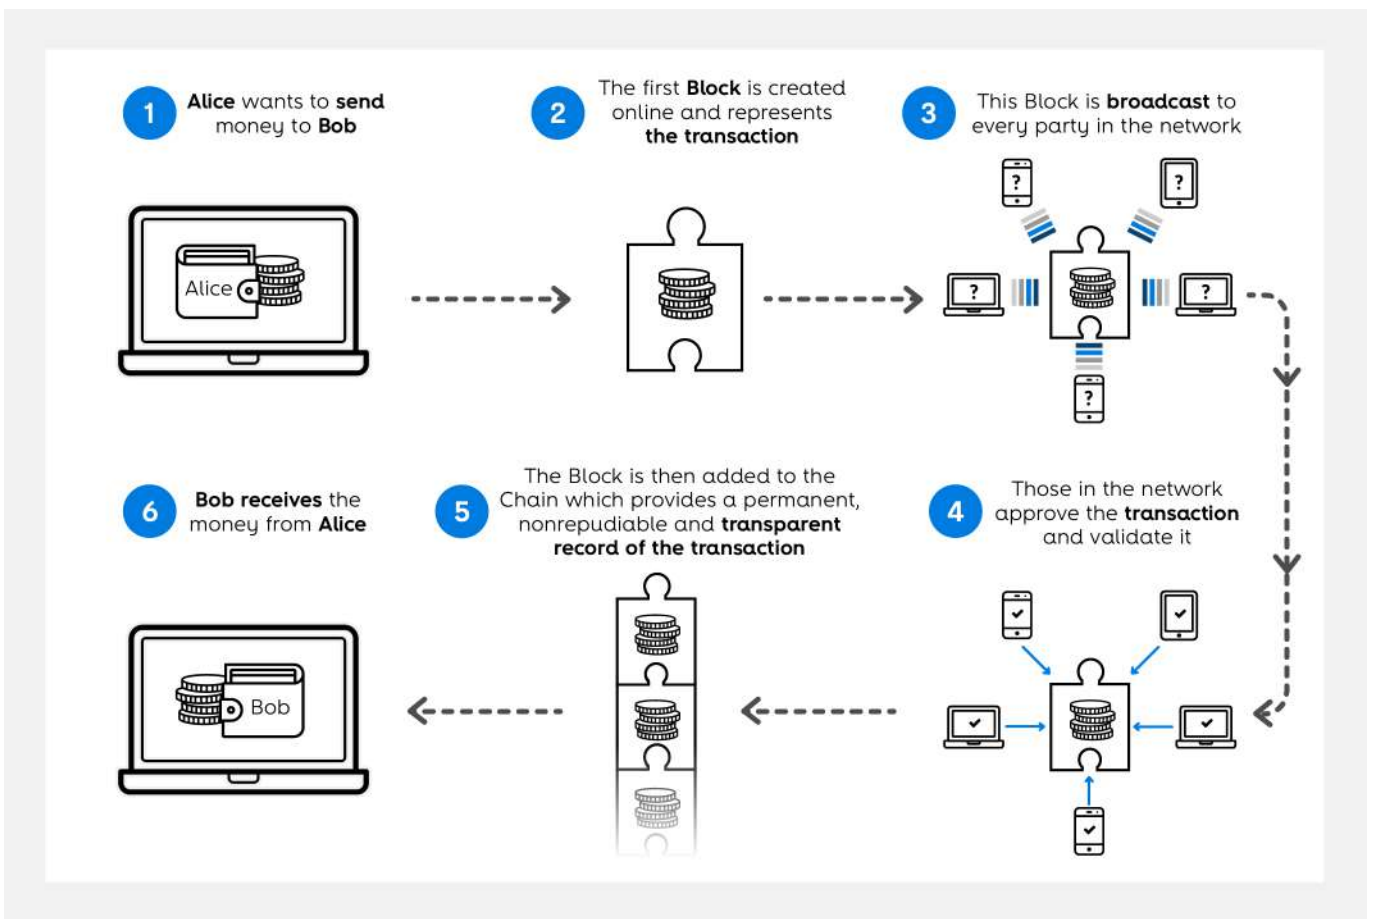 1
Alice wants to send
money to Bob
2
The first Block is created
online and represents
the transaction
3
This Block is broadcast to
every party in the network
?
?
Alice
?
?
?
6
Bob receives the
money from Alice
5
The Block is then added to the
Chain which provides a permanent,
nonrepudiable and transparent
record of the transaction
4
Those in the network
approve the transaction
and validate it
Bob